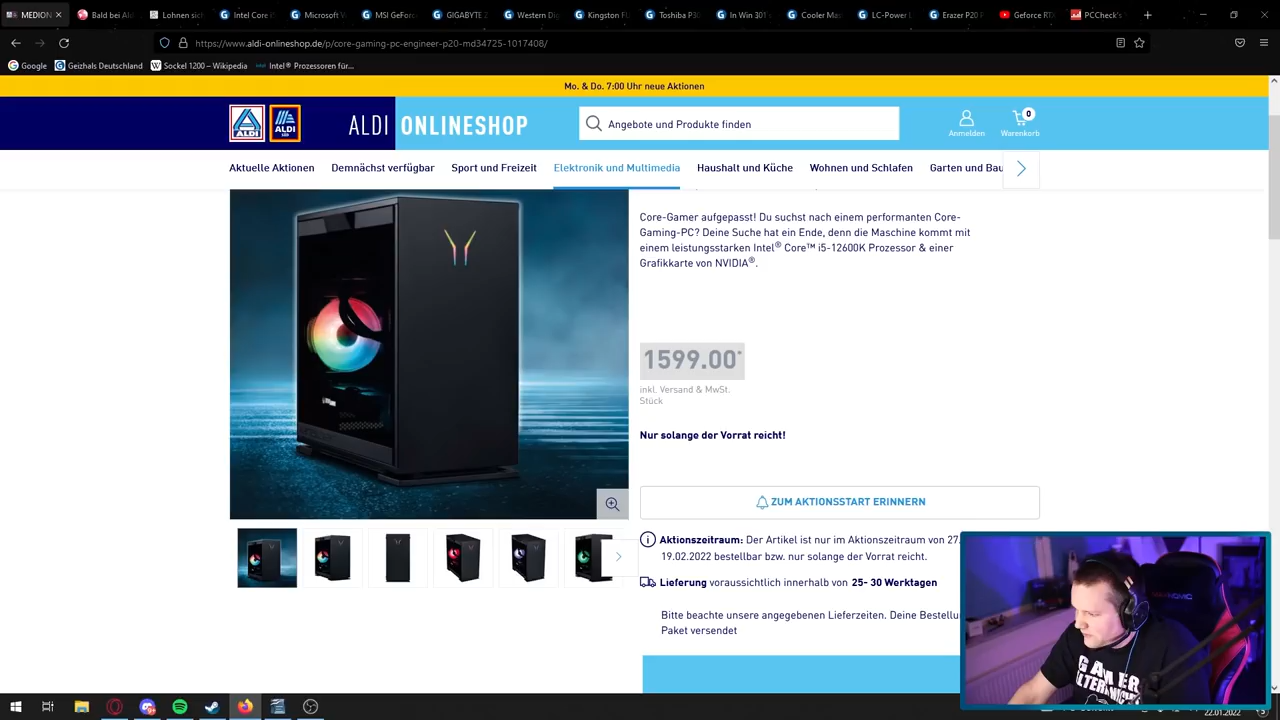 MEDION
Bald bei Al
Lohnen si
Intel Core i
Microsoft W
MSI GeForc
GIGABYTE Z
Western Dig
Kingston FU
Toshiba P30
In Win 301
Cooler Mas
LC-Power L
Erazer P20 P
Geforce RTX
PCCheck's
https://www.aldi-onlineshop.de/p/core-gaming-pc-engineer-p20-md34725-1017408/
Google
Geizhals Deutschland
Sockel 1200 – Wikipedia
Intel® Prozessoren für...
Mo. & Do. 7:00 Uhr neue Aktionen
ALDI
ALDI
ALDI ONLINESHOP
Angebote und Produkte finden
Anmelden
0
Warenkorb
Aktuelle Aktionen
Demnächst verfügbar
Sport und Freizeit
Elektronik und Multimedia
Haushalt und Küche
Wohnen und Schlafen
Garten und Bau
Core-Gamer aufgepasst! Du suchst nach einem performanten Core-
Gaming-PC? Deine Suche hat ein Ende, denn die Maschine kommt mit
einem leistungsstarken Intel® Core™ i5-12600K Prozessor & einer
Grafikkarte von NVIDIA®.
1599.00*
inkl. Versand & MwSt.
Stück
Nur solange der Vorrat reicht!
ZUM AKTIONSSTART ERINNERN
Aktionszeitraum: Der Artikel ist nur im Aktionszeitraum von 27.
19.02.2022 bestellbar bzw. nur solange der Vorrat reicht.
Lieferung voraussichtlich innerhalb von 25- 30 Werktagen
Bitte beachte unsere angegebenen Lieferzeiten. Deine Bestellu
Paket versendet
GAMER
22.01.2022